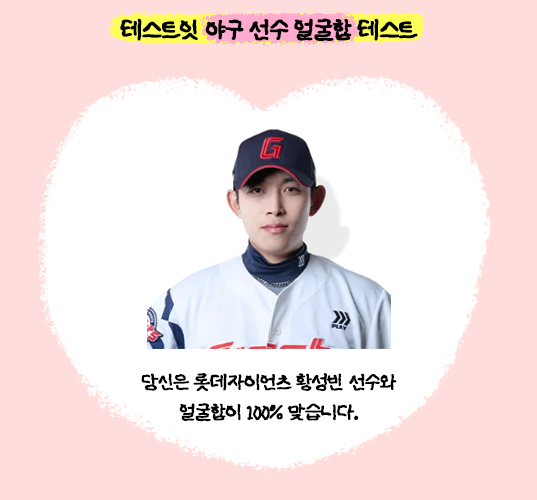 테스트잇 야구 선수 얼굴합 테스트
G
PLAY
당신은 롯데자이언츠 황성빈 선수와
얼굴합이 100% 맞습니다.